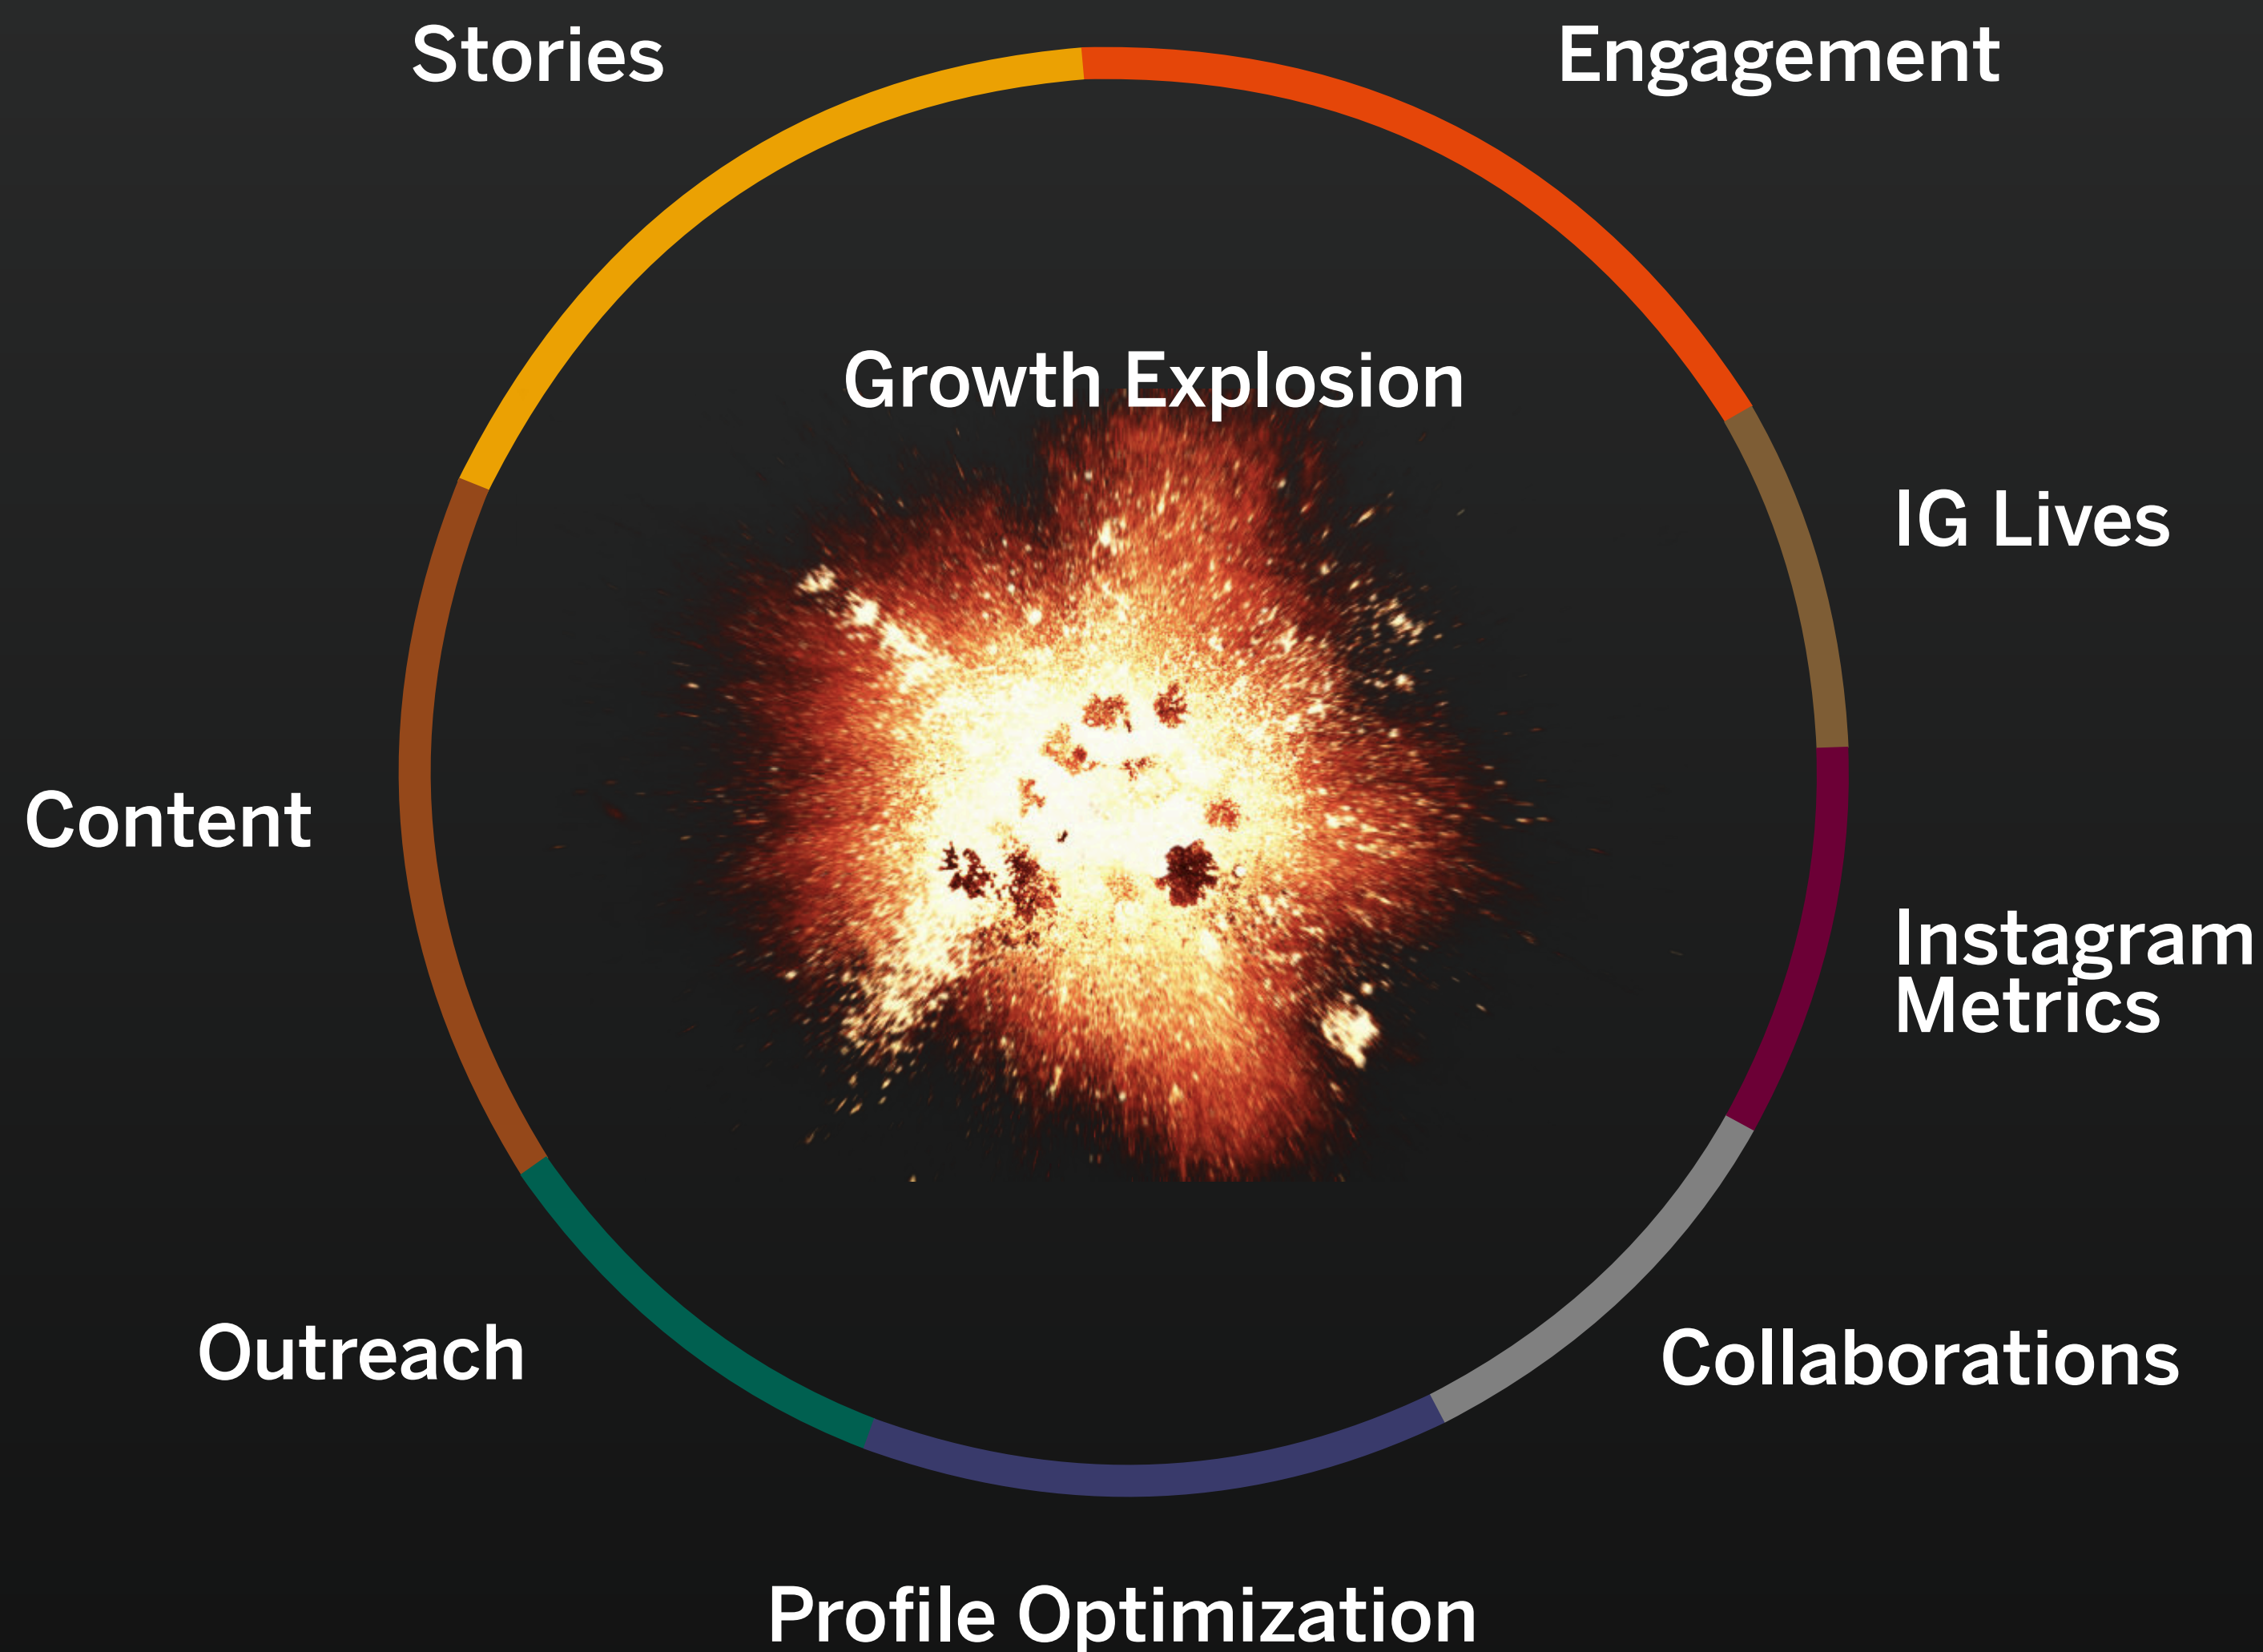 Stories
Engagement
Growth Explosion
IG Lives
Content
Instagram
Metrics
Outreach
Collaborations
Profile Optimization